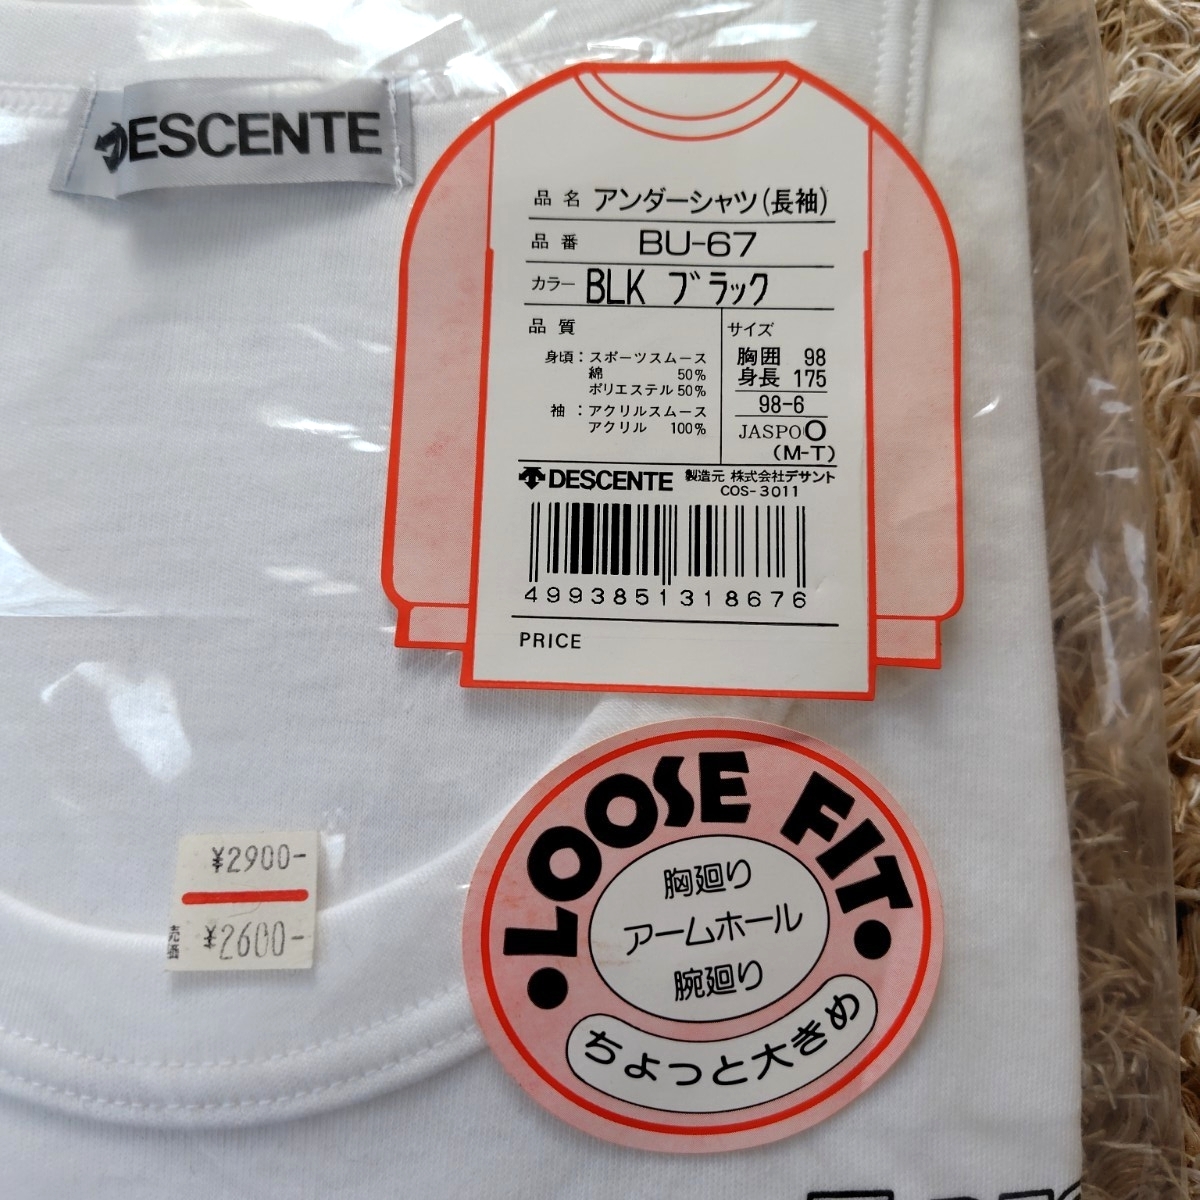 DESCENTE
品名 アンダーシャツ(長袖)
品番 BU-67
カラー BLK ブラック
品質
身頃：スポーツスムース
綿 50%
ポリエステル 50%
袖：アクリルスムース
アクリル 100%
サイズ
胸囲 98
身長 175
98-6
JASPO O
(M-T)
DESCENTE 製造元 株式会社デサント
COS-3011
4993851318676
PRICE
¥2900-
売価 ¥2600-
・LOOSE FIT・
胸廻り
アームホール
腕廻り
ちょっと大きめ